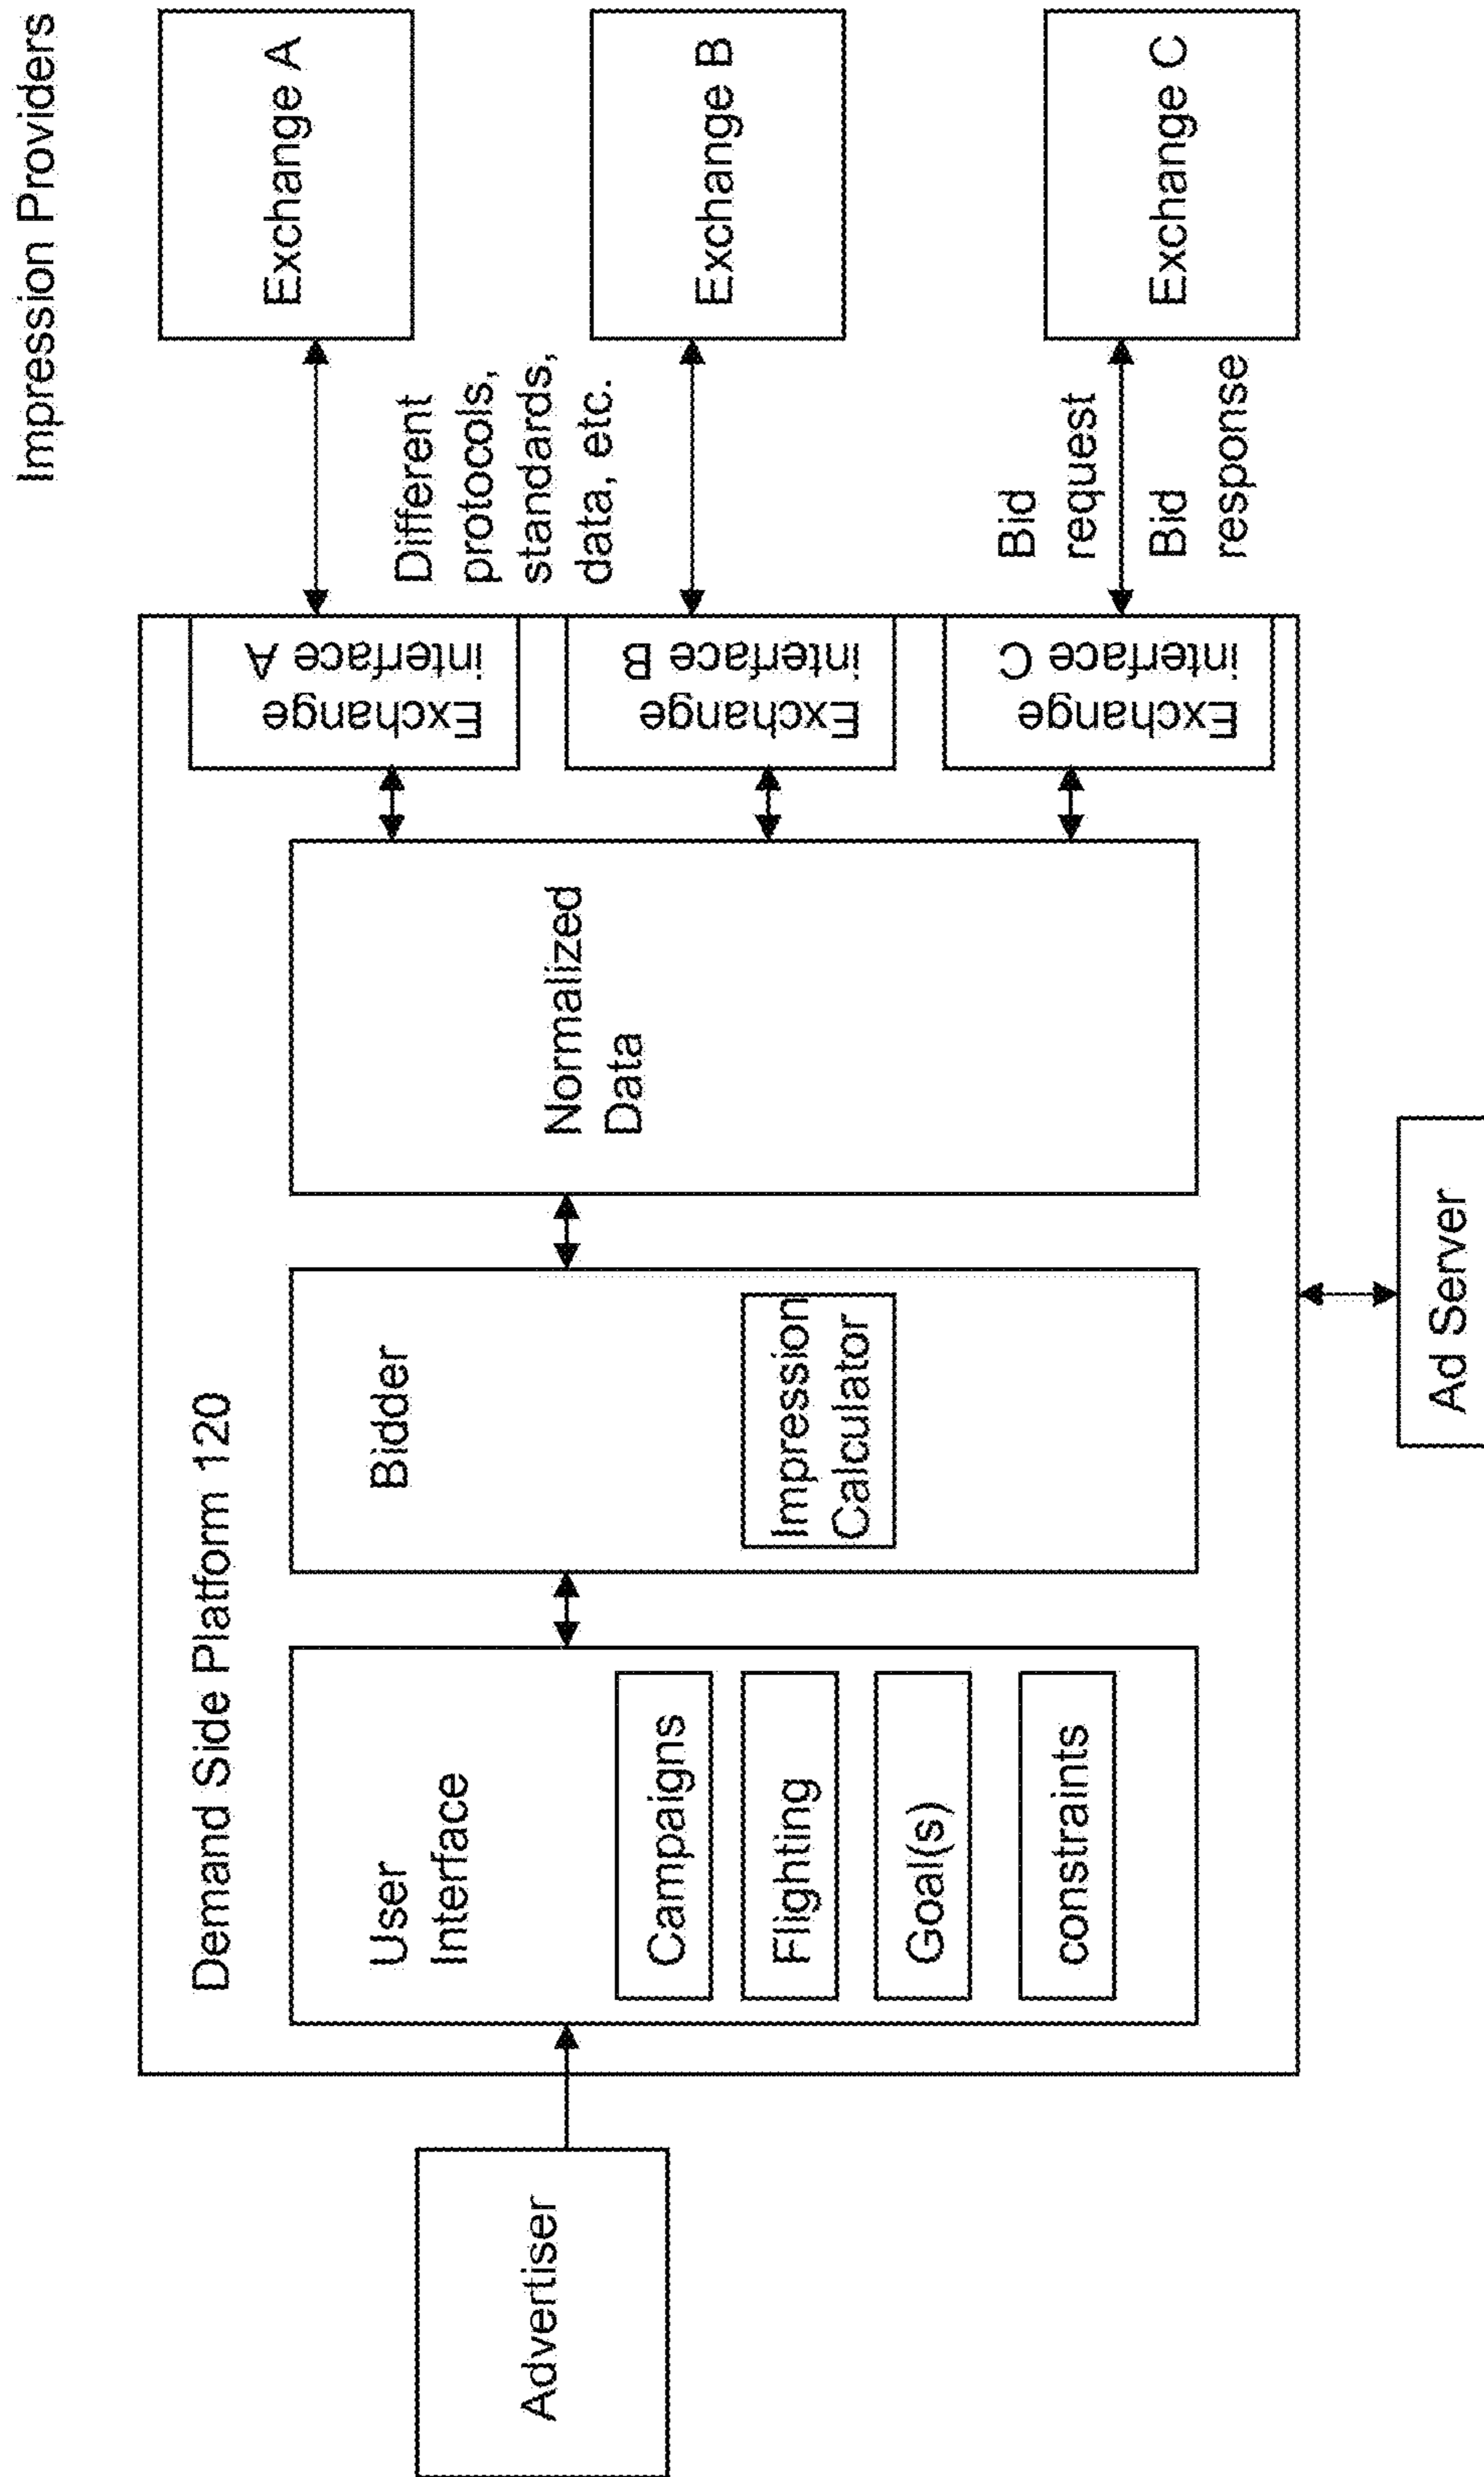 Impression Providers
Demand Side Platform 120
Advertiser
User
Interface
Campaigns
Flighting
Goal(s)
constraints
Bidder
Impression
Calculator
Normalized
Data
Exchange
interface A
Exchange
interface B
Exchange
interface C
Different
protocols,
standards,
data, etc.
Bid
request
Bid
response
Exchange A
Exchange B
Exchange C
Ad Server